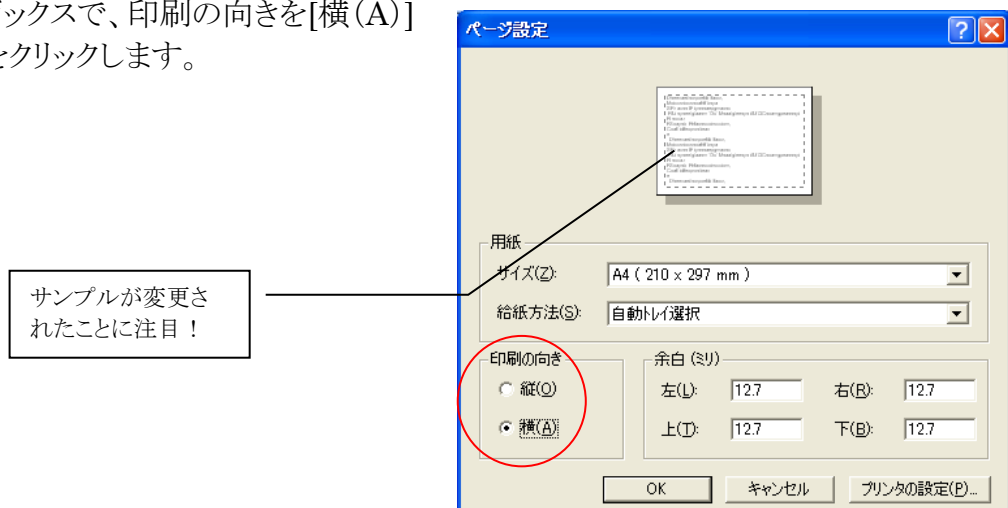 ックスで、印刷の向きを[横（A）]
クリックします。
ページ設定
用紙
サイズ(Z):
A4 ( 210 x 297 mm )
給紙方法(S):
自動トレイ選択
サンプルが変更さ
れたことに注目！
印刷の向き
縦(O)
横(A)
余白 (ミリ)
左(L):
12.7
右(R):
12.7
上(T):
12.7
下(B):
12.7
OK
キャンセル
プリンタの設定(P)...